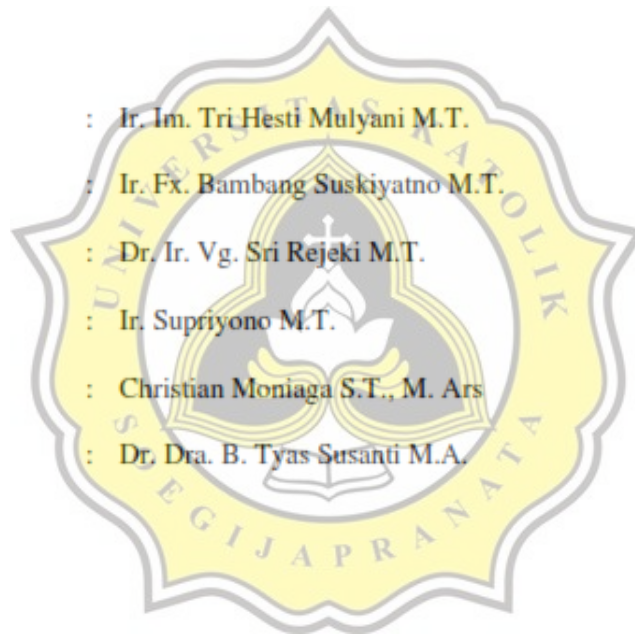 : Ir. Im. Tri Hesti Mulyani M.T.
: Ir. Fx. Bambang Suskiyatno M.T.
: Dr. Ir. Vg. Sri Rejeki M.T.
: Ir. Supriyono M.T.
: Christian Moniaga S.T., M. Ars
: Dr. Dra. B. Tyas Susanti M.A.
UNIVERSITAS KATOLIK
SOEGIJAPRANATA